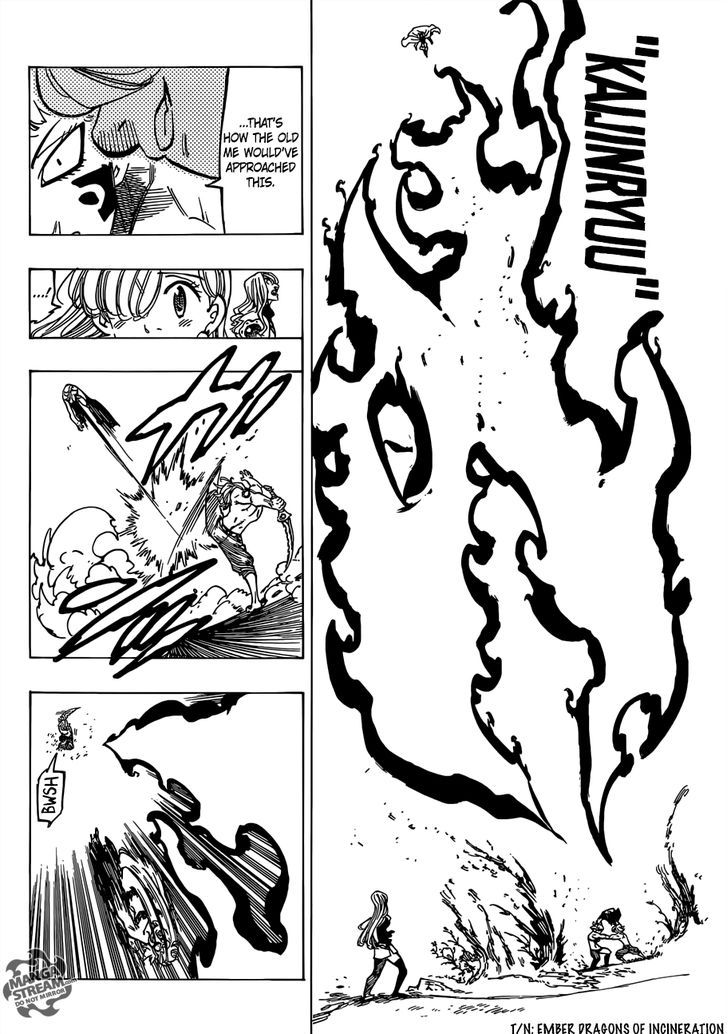 "KAIJINRYUU"
...THAT'S
HOW THE OLD
ME WOULD'VE
APPROACHED
THIS.
...!
BWSH
MANGA
STREAM.COM
DO NOT MIRROR
T/N: EMBER DRAGONS OF INCINERATION